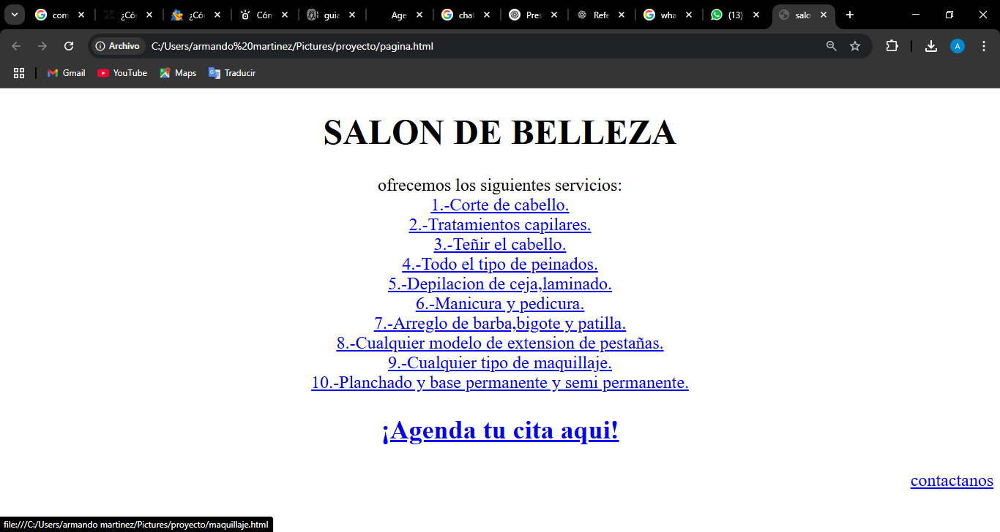 com
¿Có
¿Có
Cón
guia
Age
chat
Pres
Refe
wha
(13)
salo
Archivo
C:/Users/armando%20martinez/Pictures/proyecto/pagina.html
A
Gmail
YouTube
Maps
Traducir
SALON DE BELLEZA
ofrecemos los siguientes servicios:
1.-Corte de cabello.
2.-Tratamientos capilares.
3.-Teñir el cabello.
4.-Todo el tipo de peinados.
5.-Depilacion de ceja,laminado.
6.-Manicura y pedicura.
7.-Arreglo de barba,bigote y patilla.
8.-Cualquier modelo de extension de pestañas.
9.-Cualquier tipo de maquillaje.
10.-Planchado y base permanente y semi permanente.
¡Agenda tu cita aqui!
contactanos
file:///C:/Users/armando martinez/Pictures/proyecto/maquillaje.html